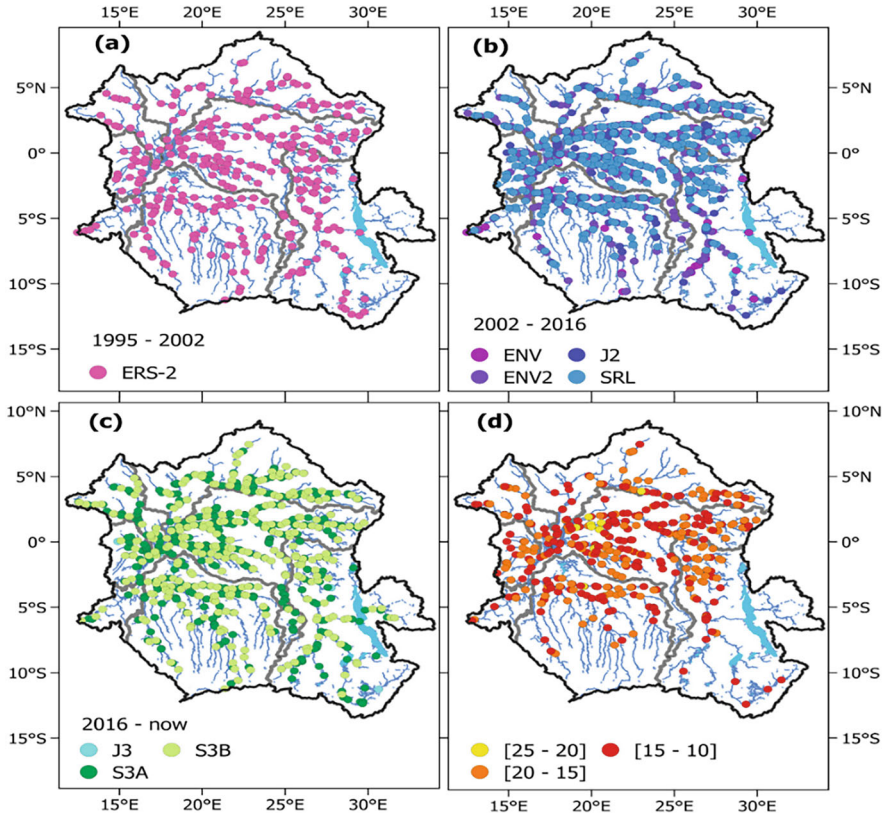 15°E 20°E 25°E 30°E 15°E 20°E 25°E 30°E
(a) (b)
5°N
0°
5°S
10°S
15°S
1995 - 2002
ERS-2
2002 - 2016
ENV J2
ENV2 SRL
5°N
0°
5°S
10°S
15°S
10°N 10°N
(c) (d)
5°N
0°
5°S
10°S
15°S
2016 - now
J3 S3B
S3A
[25 - 20] [15 - 10]
[20 - 15]
5°N
0°
5°S
10°S
15°S
15°E 20°E 25°E 30°E 15°E 20°E 25°E 30°E